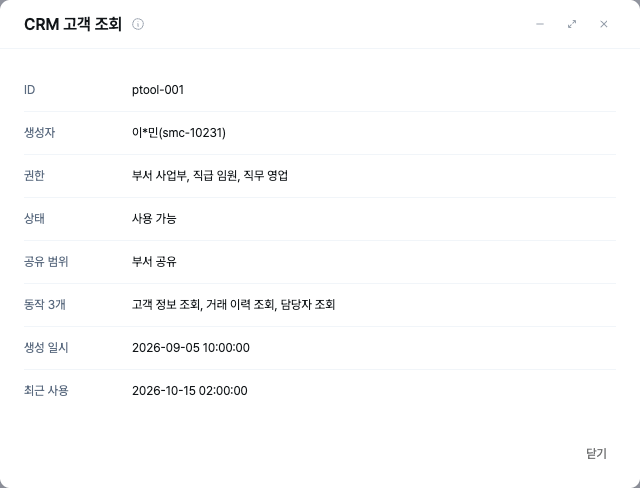 CRM 고객 조회
ID ptool-001
생성자 이*민(smc-10231)
권한 부서 사업부, 직급 임원, 직무 영업
상태 사용 가능
공유 범위 부서 공유
동작 3개 고객 정보 조회, 거래 이력 조회, 담당자 조회
생성 일시 2026-09-05 10:00:00
최근 사용 2026-10-15 02:00:00
닫기